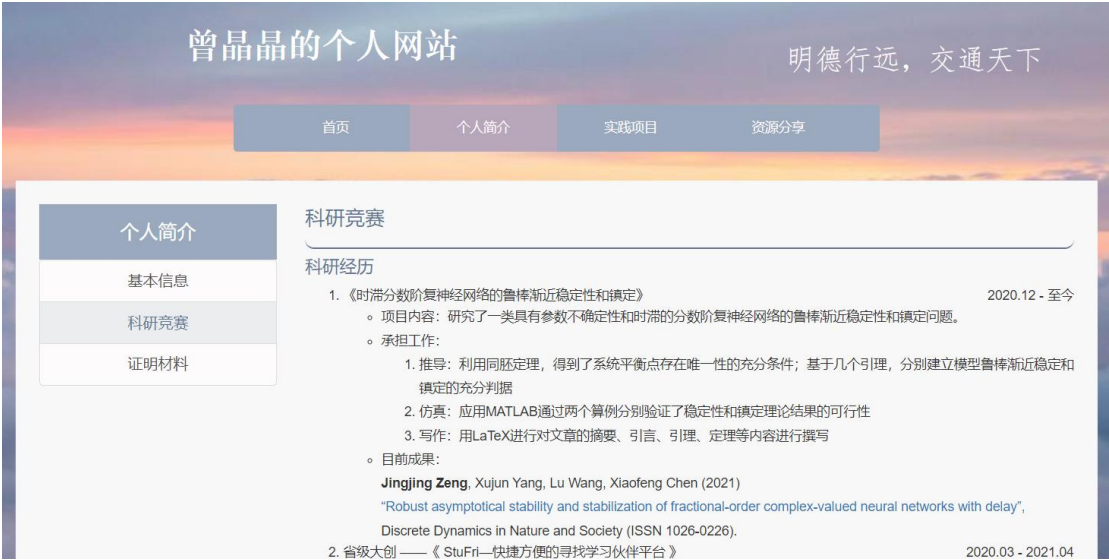 曾晶晶的个人网站
明德行远，交通天下
首页 个人简介 实践项目 资源分享
个人简介
基本信息
科研竞赛
证明材料
科研竞赛
科研经历
1. 《时滞分数阶复神经网络的鲁棒渐近稳定性和镇定》 2020.12 - 至今
项目内容：研究了一类具有参数不确定性和时滞的分数阶复神经网络的鲁棒渐近稳定性和镇定问题。
承担工作：
1. 推导：利用同胚定理，得到了系统平衡点存在唯一性的充分条件；基于几个引理，分别建立模型鲁棒渐近稳定和
镇定的充分判据
2. 仿真：应用MATLAB通过两个算例分别验证了稳定性和镇定理论结果的可行性
3. 写作：用LaTeX进行对文章的摘要、引言、引理、定理等内容进行撰写
目前成果：
Jingjing Zeng, Xujun Yang, Lu Wang, Xiaofeng Chen (2021)
“Robust asymptotical stability and stabilization of fractional-order complex-valued neural networks with delay”,
Discrete Dynamics in Nature and Society (ISSN 1026-0226).
2. 省级大创 ——《 StuFri—快捷方便的寻找学习伙伴平台 》 2020.03 - 2021.04